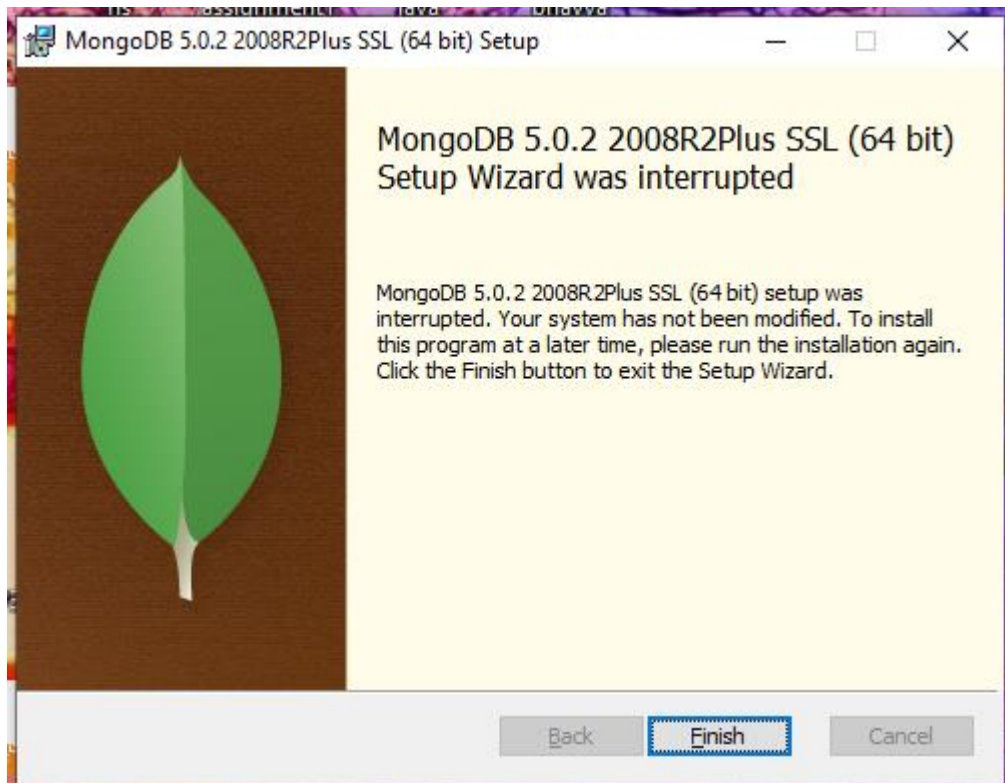 assignment1 java bhavya
MongoDB 5.0.2 2008R2Plus SSL (64 bit) Setup
MongoDB 5.0.2 2008R2Plus SSL (64 bit)
Setup Wizard was interrupted
MongoDB 5.0.2 2008R2Plus SSL (64 bit) setup was
interrupted. Your system has not been modified. To install
this program at a later time, please run the installation again.
Click the Finish button to exit the Setup Wizard.
Back Finish Cancel